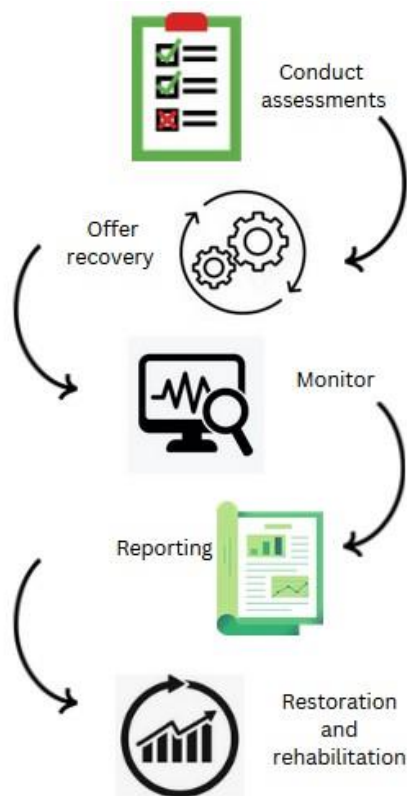 Conduct
assessments
Offer
recovery
Monitor
Reporting
Restoration
and
rehabilitation